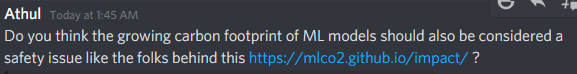 Athul Today at 1:45 AM
Do you think the growing carbon footprint of ML models should also be considered a
safety issue like the folks behind this https://mlco2.github.io/impact/ ?